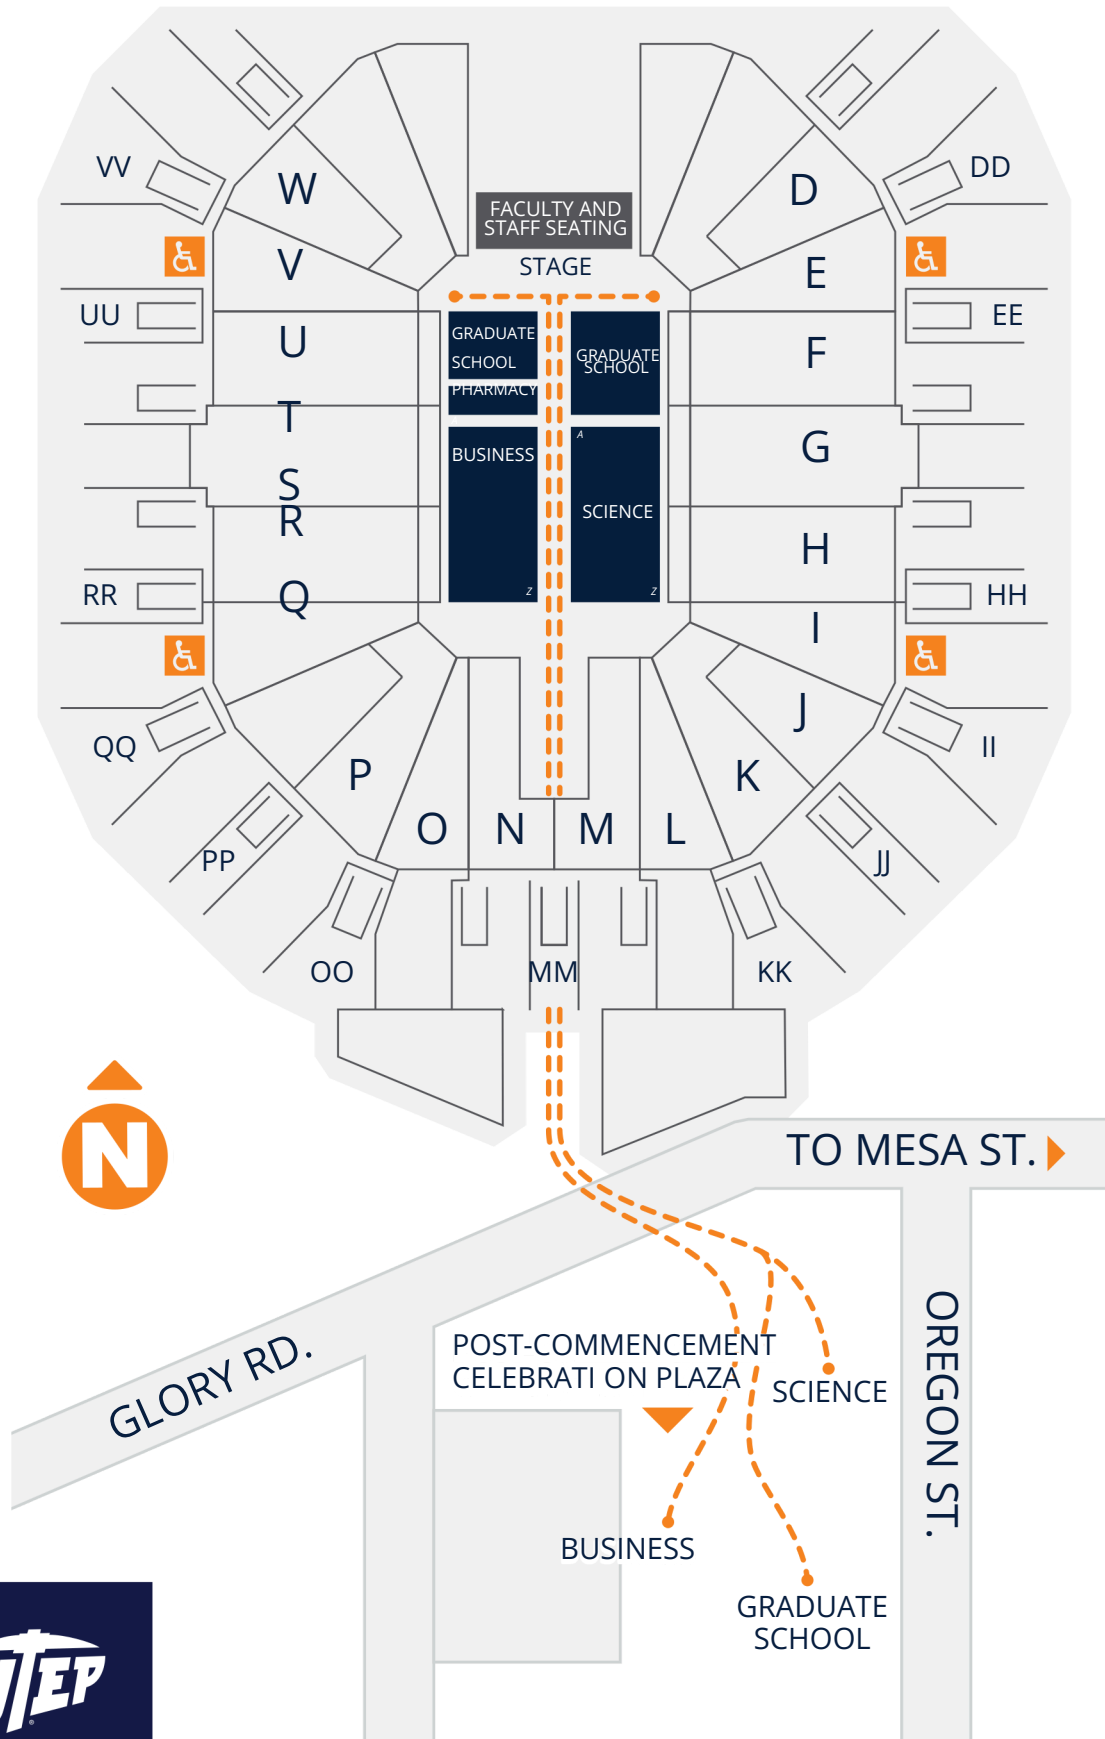 VV
W
FACULTY AND
STAFF SEATING
D
DD
V
STAGE
E
UU
U
GRADUATE
SCHOOL
GRADUATE
SCHOOL
F
EE
PHARMACY
T
A
BUSINESS
G
S
R
SCIENCE
H
RR
Q
Z
Z
I
HH
QQ
J
II
P
K
O
N
M
L
PP
JJ
OO
MM
KK
N
TO MESA ST.
GLORY RD.
POST-COMMENCEMENT
CELEBRATI ON PLAZA
SCIENCE
OREGON ST.
BUSINESS
GRADUATE
SCHOOL
UTEP
®